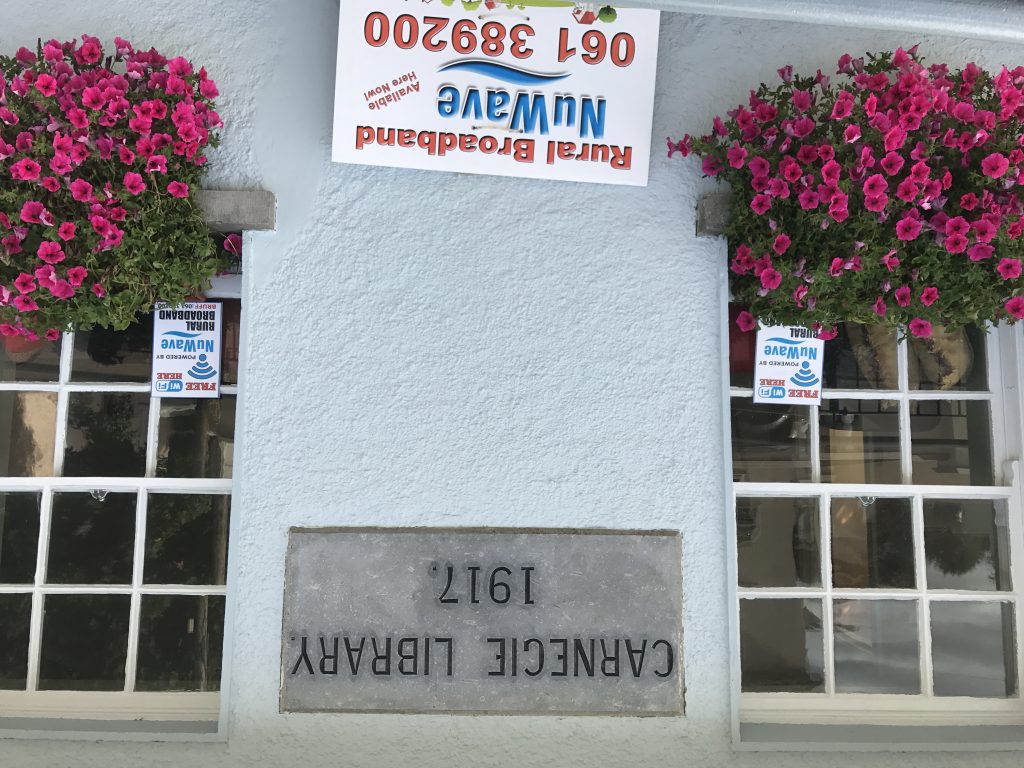 CARNEGIE LIBRARY.
1917.
FREE WiFi
HERE
POWERED BY
NuWave
RURAL
FREE WiFi
HERE
POWERED BY
NuWave
RURAL
BROADBAND
Rural Broadband
NuWave
Available
Here Now!
061 389200